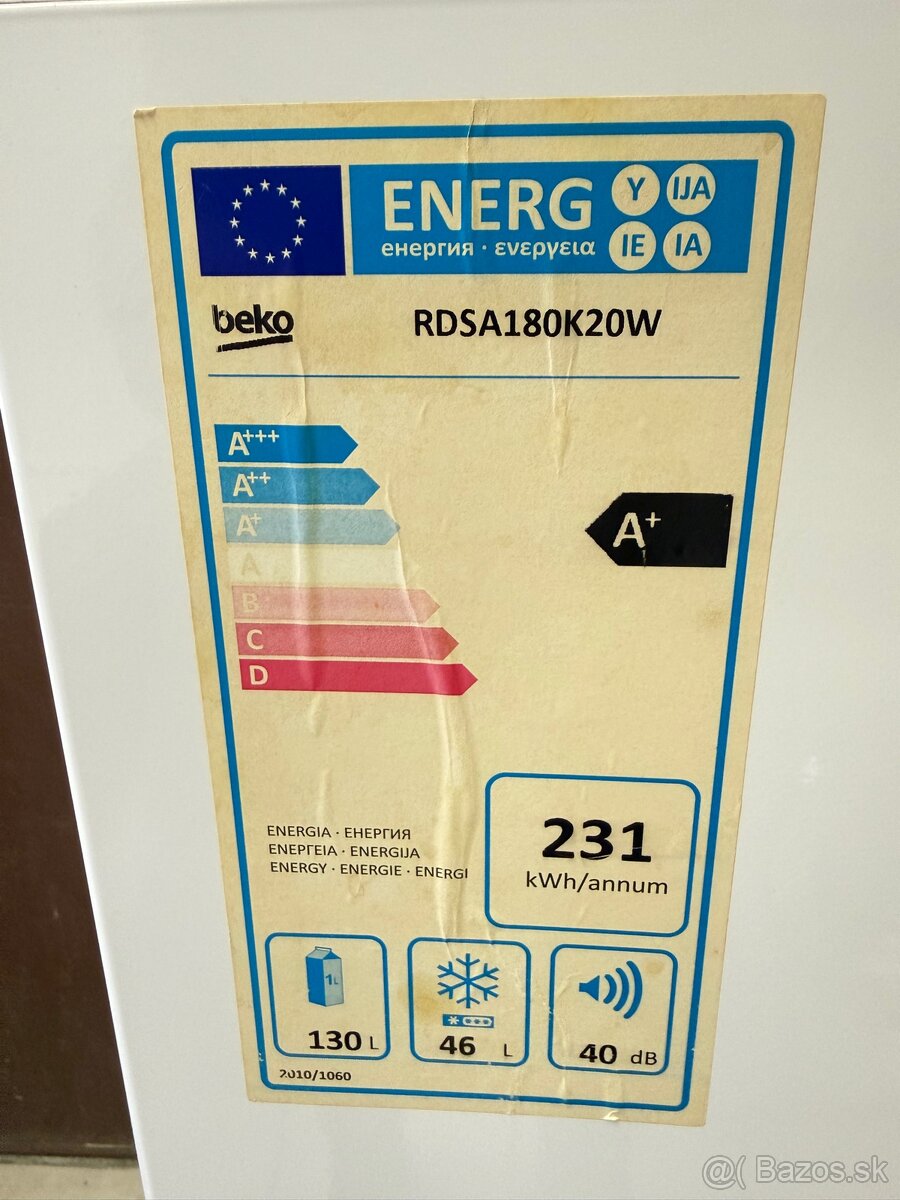 ENERG Y IJA
енергия · ενεργεια IE IA
beko RDSA180K20W
A+++
A++
A+ A+
A
B
C
D
ENERGIA · ЕНЕРГИЯ
ΕΝΕΡΓΕΙΑ · ENERGIJA
ENERGY · ENERGIE · ENERGI
231
kWh/annum
1L
130 L 46 L 40 dB
2010/1060
@( Bazos.sk